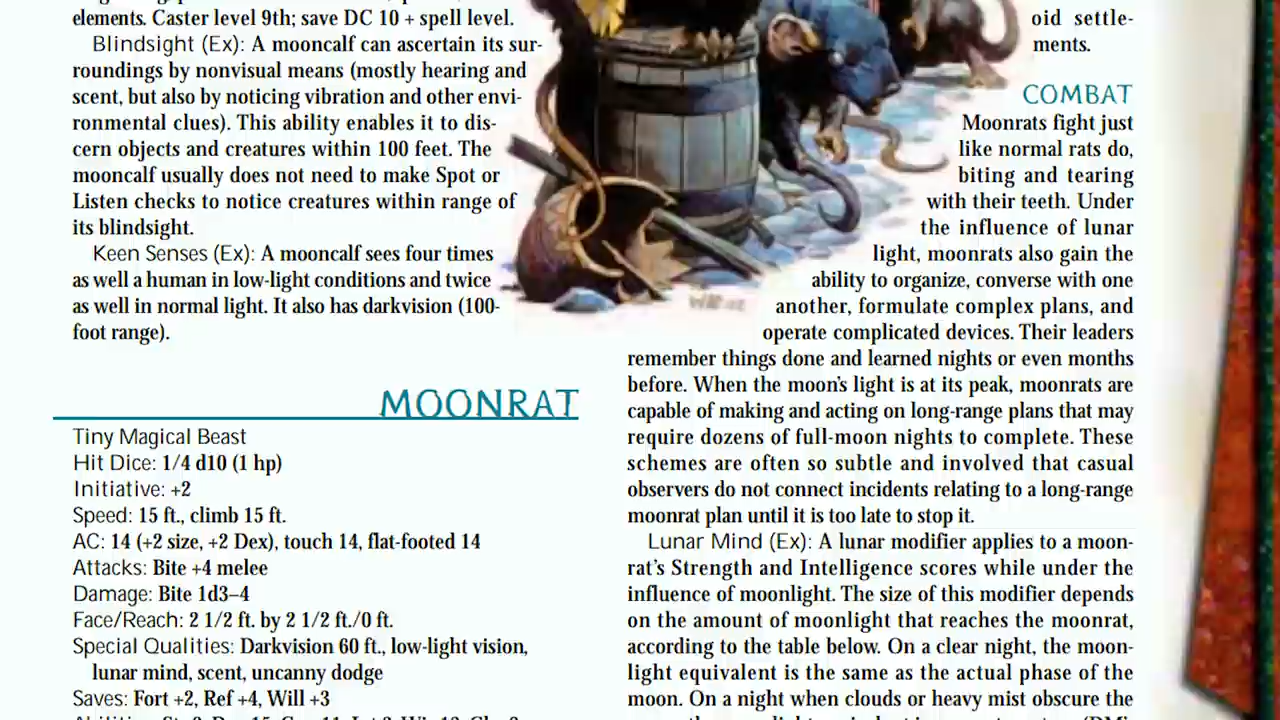 elements. Caster level 9th; save DC 10 + spell level.
Blindsight (Ex): A mooncalf can ascertain its sur-
roundings by nonvisual means (mostly hearing and
scent, but also by noticing vibration and other envi-
ronmental clues). This ability enables it to dis-
cern objects and creatures within 100 feet. The
mooncalf usually does not need to make Spot or
Listen checks to notice creatures within range of
its blindsight.
Keen Senses (Ex): A mooncalf sees four times
as well a human in low-light conditions and twice
as well in normal light. It also has darkvision (100-
foot range).
MOONRAT
Tiny Magical Beast
Hit Dice: 1/4 d10 (1 hp)
Initiative: +2
Speed: 15 ft., climb 15 ft.
AC: 14 (+2 size, +2 Dex), touch 14, flat-footed 14
Attacks: Bite +4 melee
Damage: Bite 1d3–4
Face/Reach: 2 1/2 ft. by 2 1/2 ft./0 ft.
Special Qualities: Darkvision 60 ft., low-light vision,
lunar mind, scent, uncanny dodge
Saves: Fort +2, Ref +4, Will +3
oid settle-
ments.
COMBAT
Moonrats fight just
like normal rats do,
biting and tearing
with their teeth. Under
the influence of lunar
light, moonrats also gain the
ability to organize, converse with one
another, formulate complex plans, and
operate complicated devices. Their leaders
remember things done and learned nights or even months
before. When the moon's light is at its peak, moonrats are
capable of making and acting on long-range plans that may
require dozens of full-moon nights to complete. These
schemes are often so subtle and involved that casual
observers do not connect incidents relating to a long-range
moonrat plan until it is too late to stop it.
Lunar Mind (Ex): A lunar modifier applies to a moon-
rat's Strength and Intelligence scores while under the
influence of moonlight. The size of this modifier depends
on the amount of moonlight that reaches the moonrat,
according to the table below. On a clear night, the moon-
light equivalent is the same as the actual phase of the
moon. On a night when clouds or heavy mist obscure the